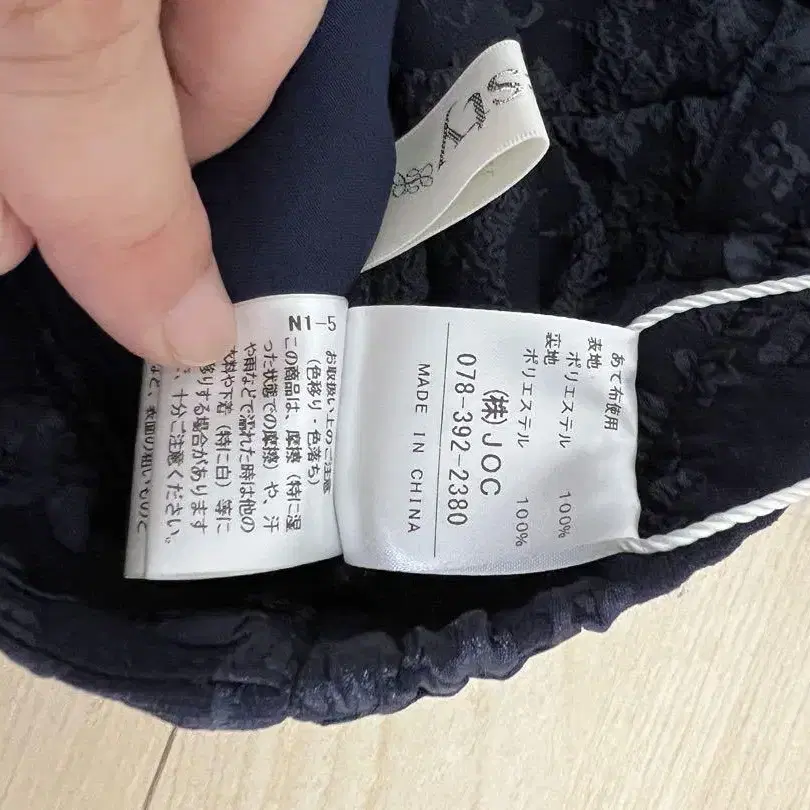 あて布使用
表地
ポリエステル 100%
裏地
ポリエステル 100%
(株)JOC
078-392-2380
MADE IN CHINA
N1-5
お取扱い上のご注意
(色移り・色落ち)
この商品は、摩擦(特に湿
った状態での摩擦)や、汗
や雨などで濡れた時は他の
衣料や下着(特に白)等に
移りする場合があります
、十分ご注意ください。